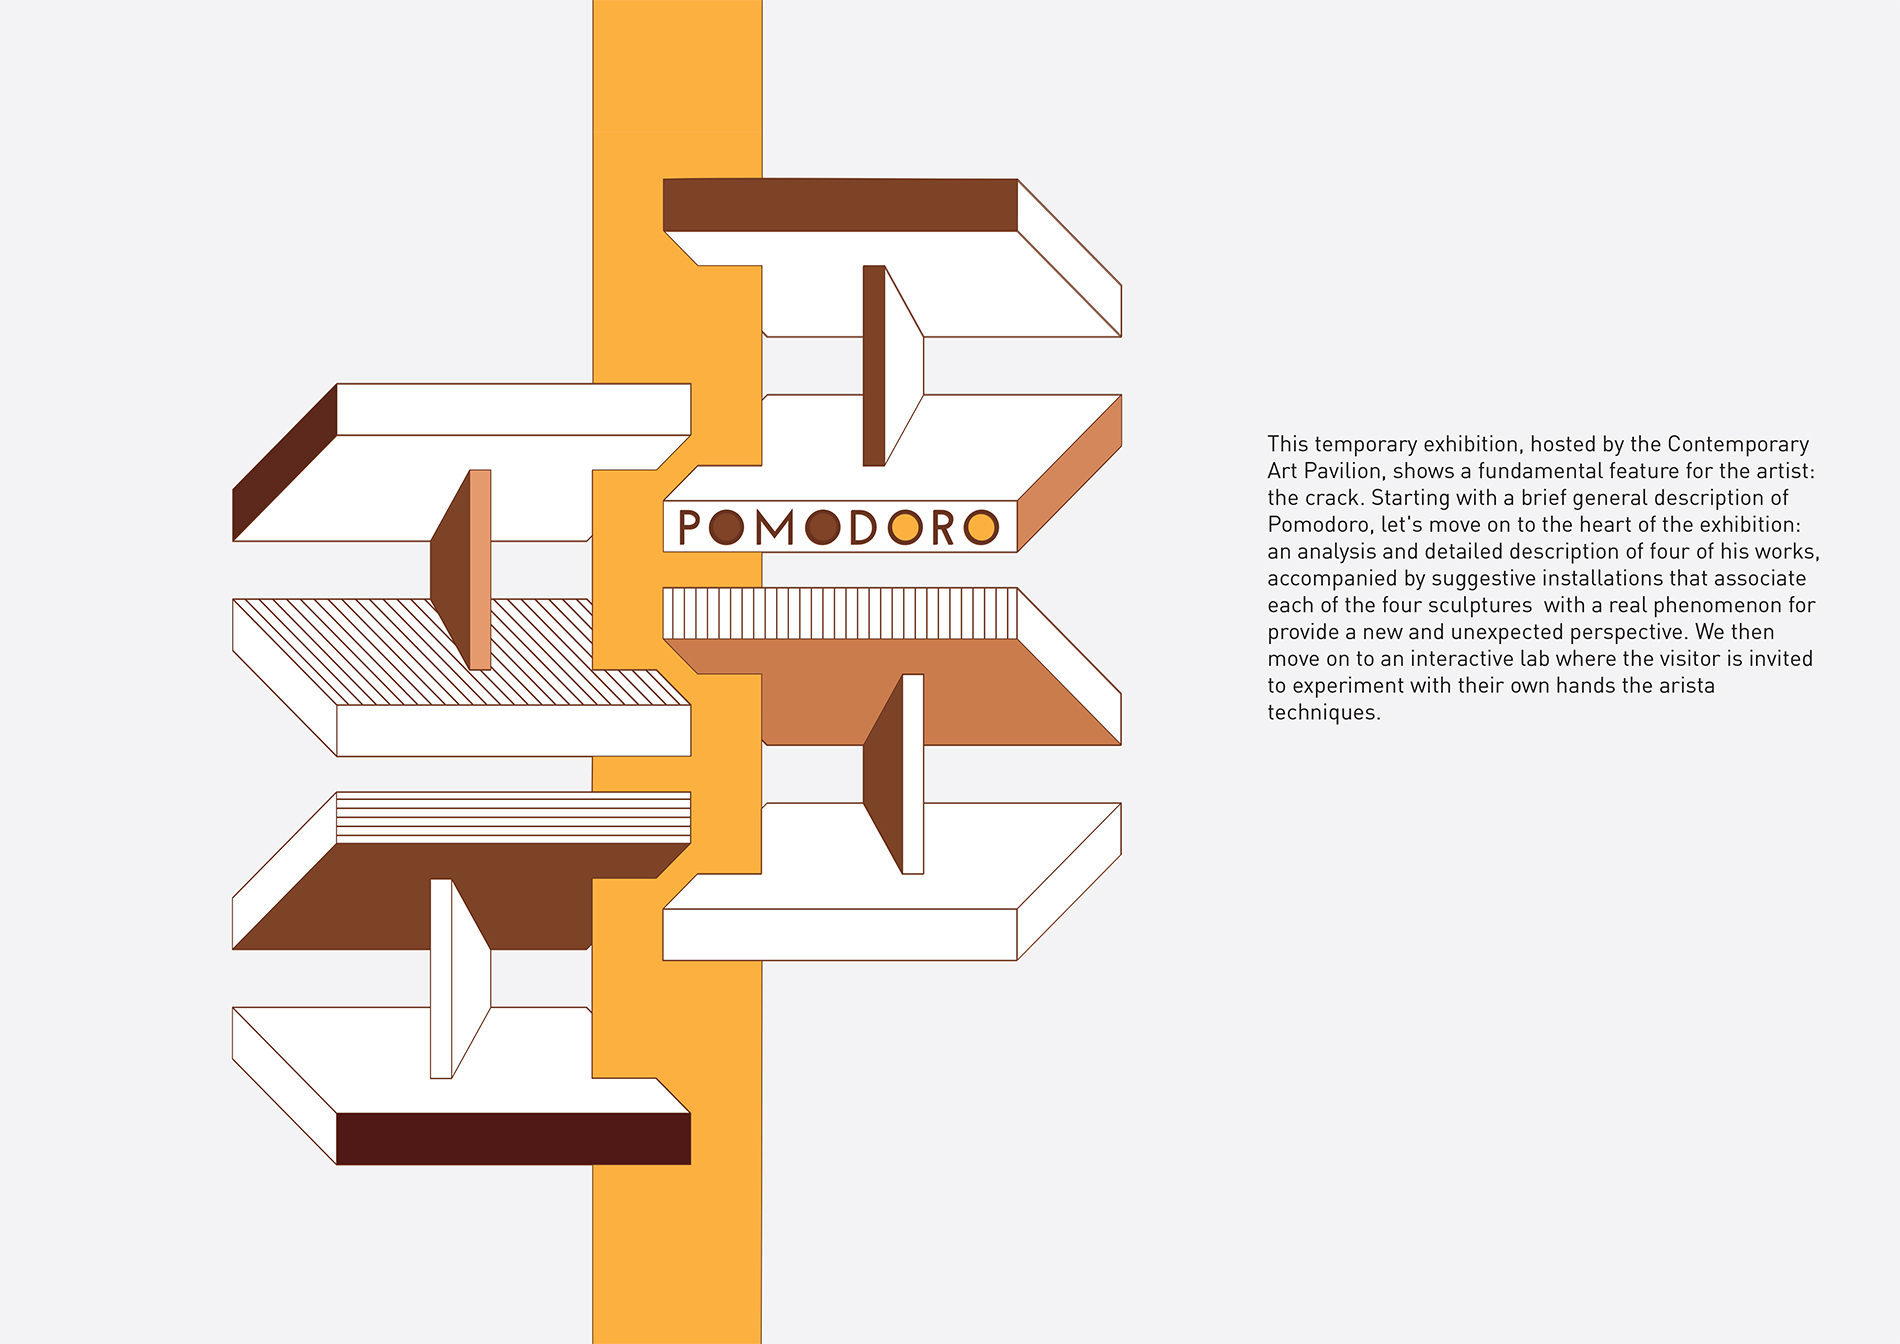 POMODORO
This temporary exhibition, hosted by the Contemporary
Art Pavilion, shows a fundamental feature for the artist:
the crack. Starting with a brief general description of
Pomodoro, let's move on to the heart of the exhibition:
an analysis and detailed description of four of his works,
accompanied by suggestive installations that associate
each of the four sculptures  with a real phenomenon for
provide a new and unexpected perspective. We then
move on to an interactive lab where the visitor is invited
to experiment with their own hands the arista
techniques.